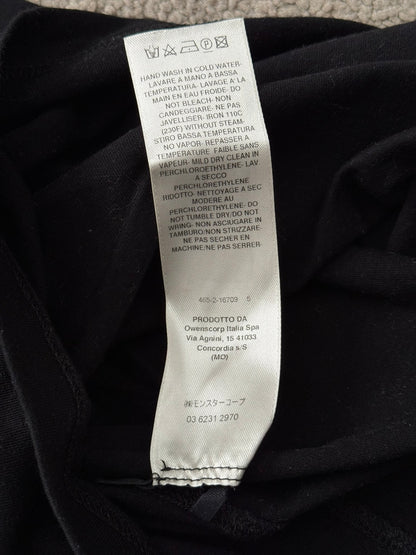 HAND WASH IN COLD WATER-
LAVARE A MANO A BASSA
TEMPERATURA- LAVAGE A LA
MAIN EN EAU FROIDE- DO
NOT BLEACH- NON
CANDEGGIARE- NE PAS
JAVELLISER- IRON 110C
(230F) WITHOUT STEAM-
STIRO BASSA TEMPERATURA
NO VAPOR- REPASSER A
TEMPERATURE FAIBLE SANS
VAPEUR- MILD DRY CLEAN IN
PERCHLOROETHYLENE- LAV.
A SECCO
PERCHLORETHYLENE
RIDOTTO- NETTOYAGE A SEC
MODERE AU
PERCHLORETHYLENE- DO
NOT TUMBLE DRY/DO NOT
WRING- NON ASCIUGARE IN
TAMBURO/NON STRIZZARE-
NE PAS SECHER EN
MACHINE/NE PAS SERRER-
465-2-16709 5
PRODOTTO DA
Owenscorp Italia Spa
Via Agnini, 15 41033
Concordia s/S
(MO)
㈱モンスターコープ
03 6231 2970